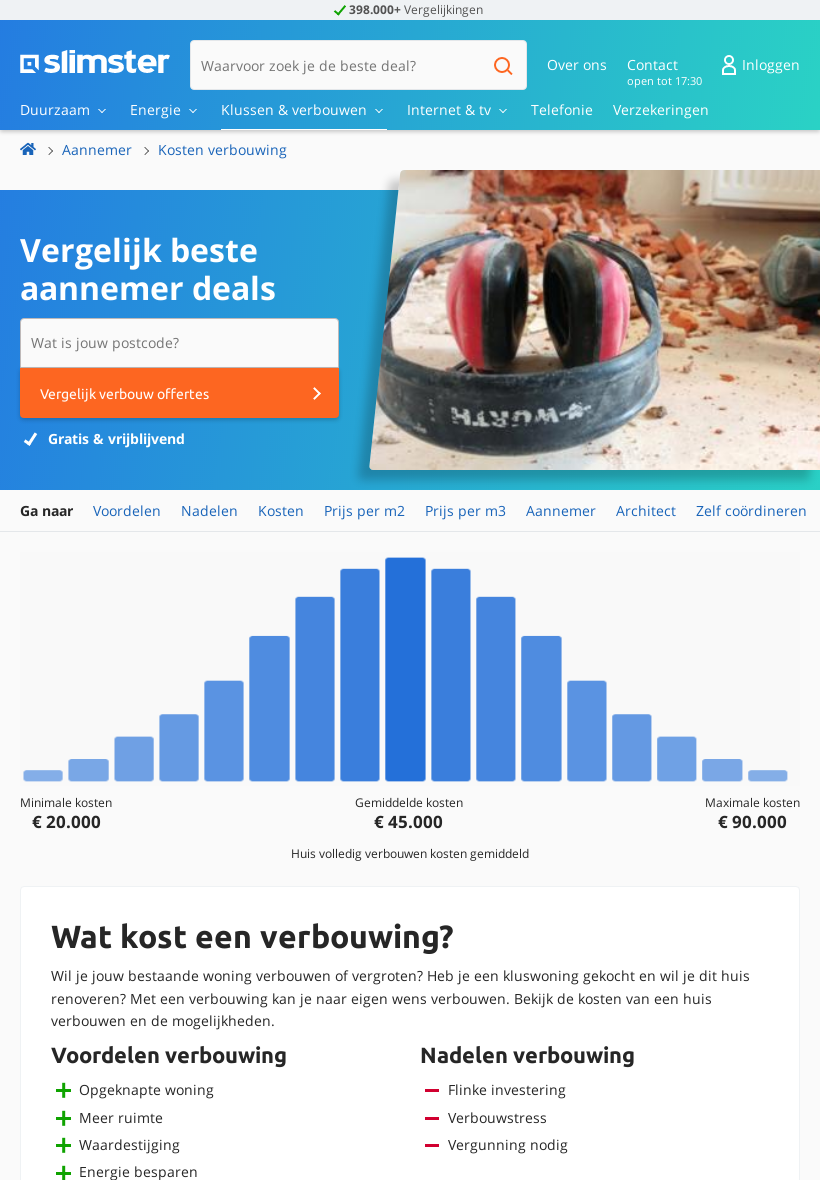 398.000+ Vergelijkingen
slimster
Waarvoor zoek je de beste deal?
Over ons
Contact
open tot 17:30
Inloggen
Duurzaam
Energie
Klussen & verbouwen
Internet & tv
Telefonie
Verzekeringen
Aannemer
Kosten verbouwing
Vergelijk beste
aannemer deals
Wat is jouw postcode?
Vergelijk verbouw offertes
Gratis & vrijblijvend
WÜRTH
Ga naar
Voordelen
Nadelen
Kosten
Prijs per m2
Prijs per m3
Aannemer
Architect
Zelf coördineren
Minimale kosten
€ 20.000
Gemiddelde kosten
€ 45.000
Maximale kosten
€ 90.000
Huis volledig verbouwen kosten gemiddeld
Wat kost een verbouwing?
Wil je jouw bestaande woning verbouwen of vergroten? Heb je een kluswoning gekocht en wil je dit huis
renoveren? Met een verbouwing kan je naar eigen wens verbouwen. Bekijk de kosten van een huis
verbouwen en de mogelijkheden.
Voordelen verbouwing
Opgeknapte woning
Meer ruimte
Waardestijging
Energie besparen
Nadelen verbouwing
Flinke investering
Verbouwstress
Vergunning nodig